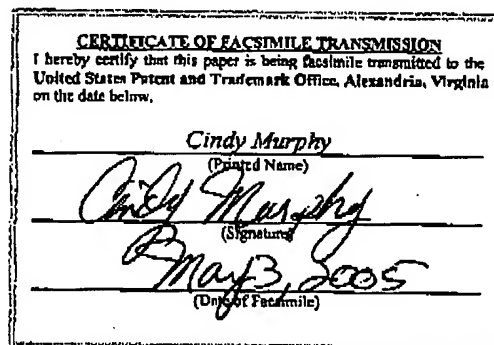 CERTIFICATE OF FACSIMILE TRANSMISSION
I hereby certify that this paper is being facsimile transmitted to the
United States Patent and Trademark Office, Alexandria, Virginia
on the date below.
Cindy Murphy
(Printed Name)
Cindy Murphy
(Signature)
May 3, 2005
(Date of Facsimile)